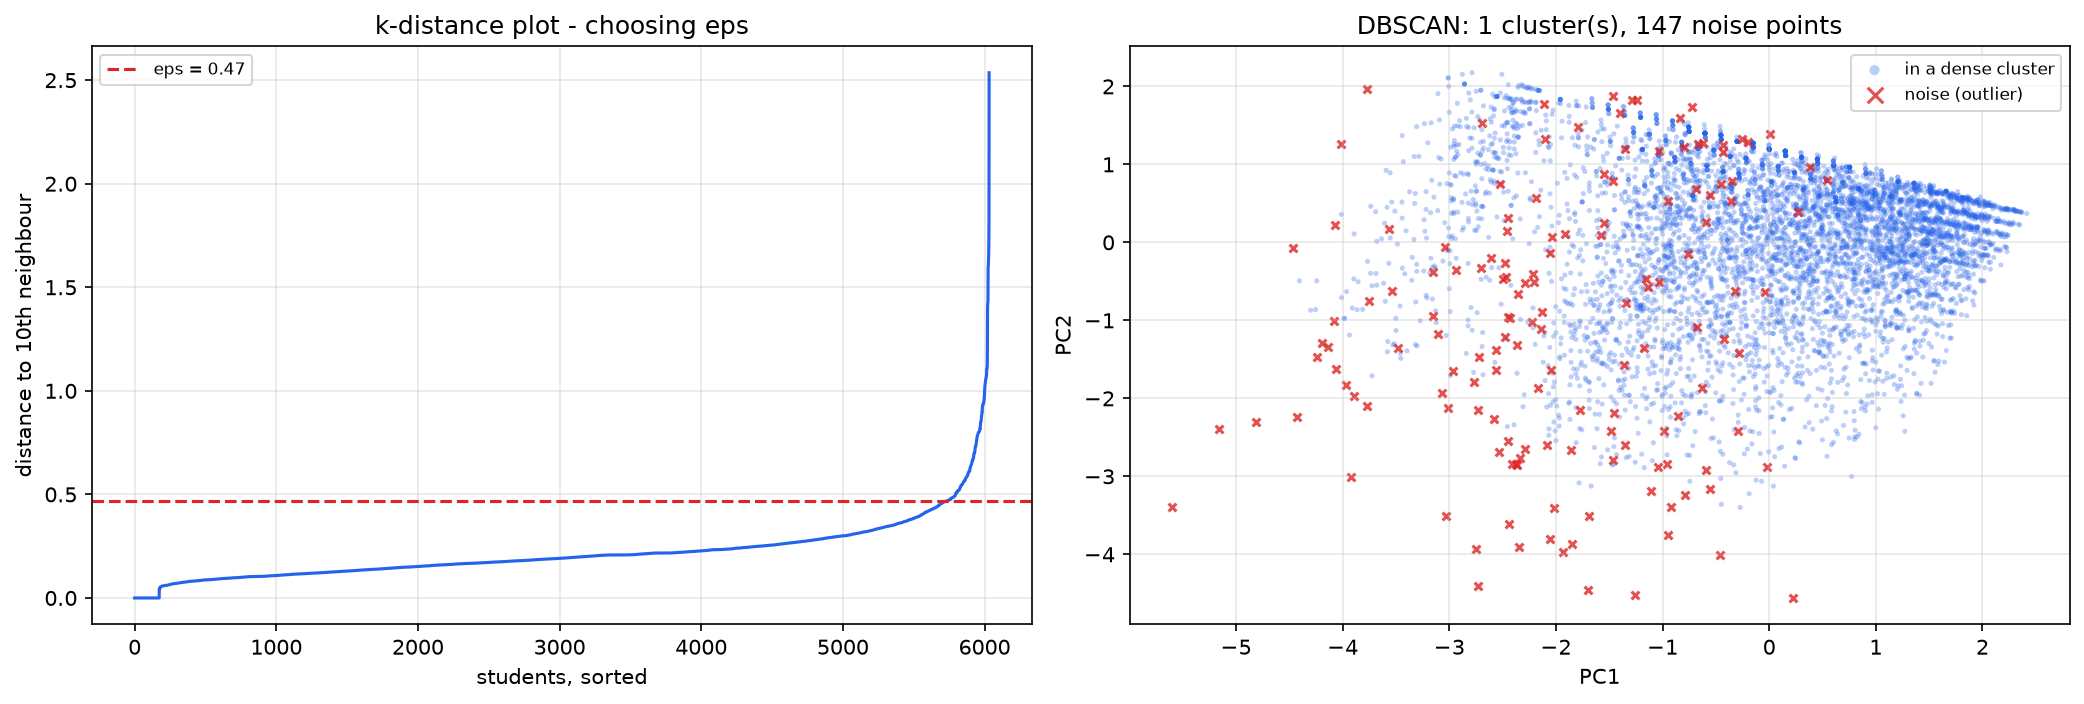 k-distance plot - choosing eps
eps = 0.47
distance to 10th neighbour
2.5
2.0
1.5
1.0
0.5
0.0
0 1000 2000 3000 4000 5000 6000
students, sorted
DBSCAN: 1 cluster(s), 147 noise points
in a dense cluster
noise (outlier)
PC2
2
1
0
−1
−2
−3
−4
−5 −4 −3 −2 −1 0 1 2
PC1